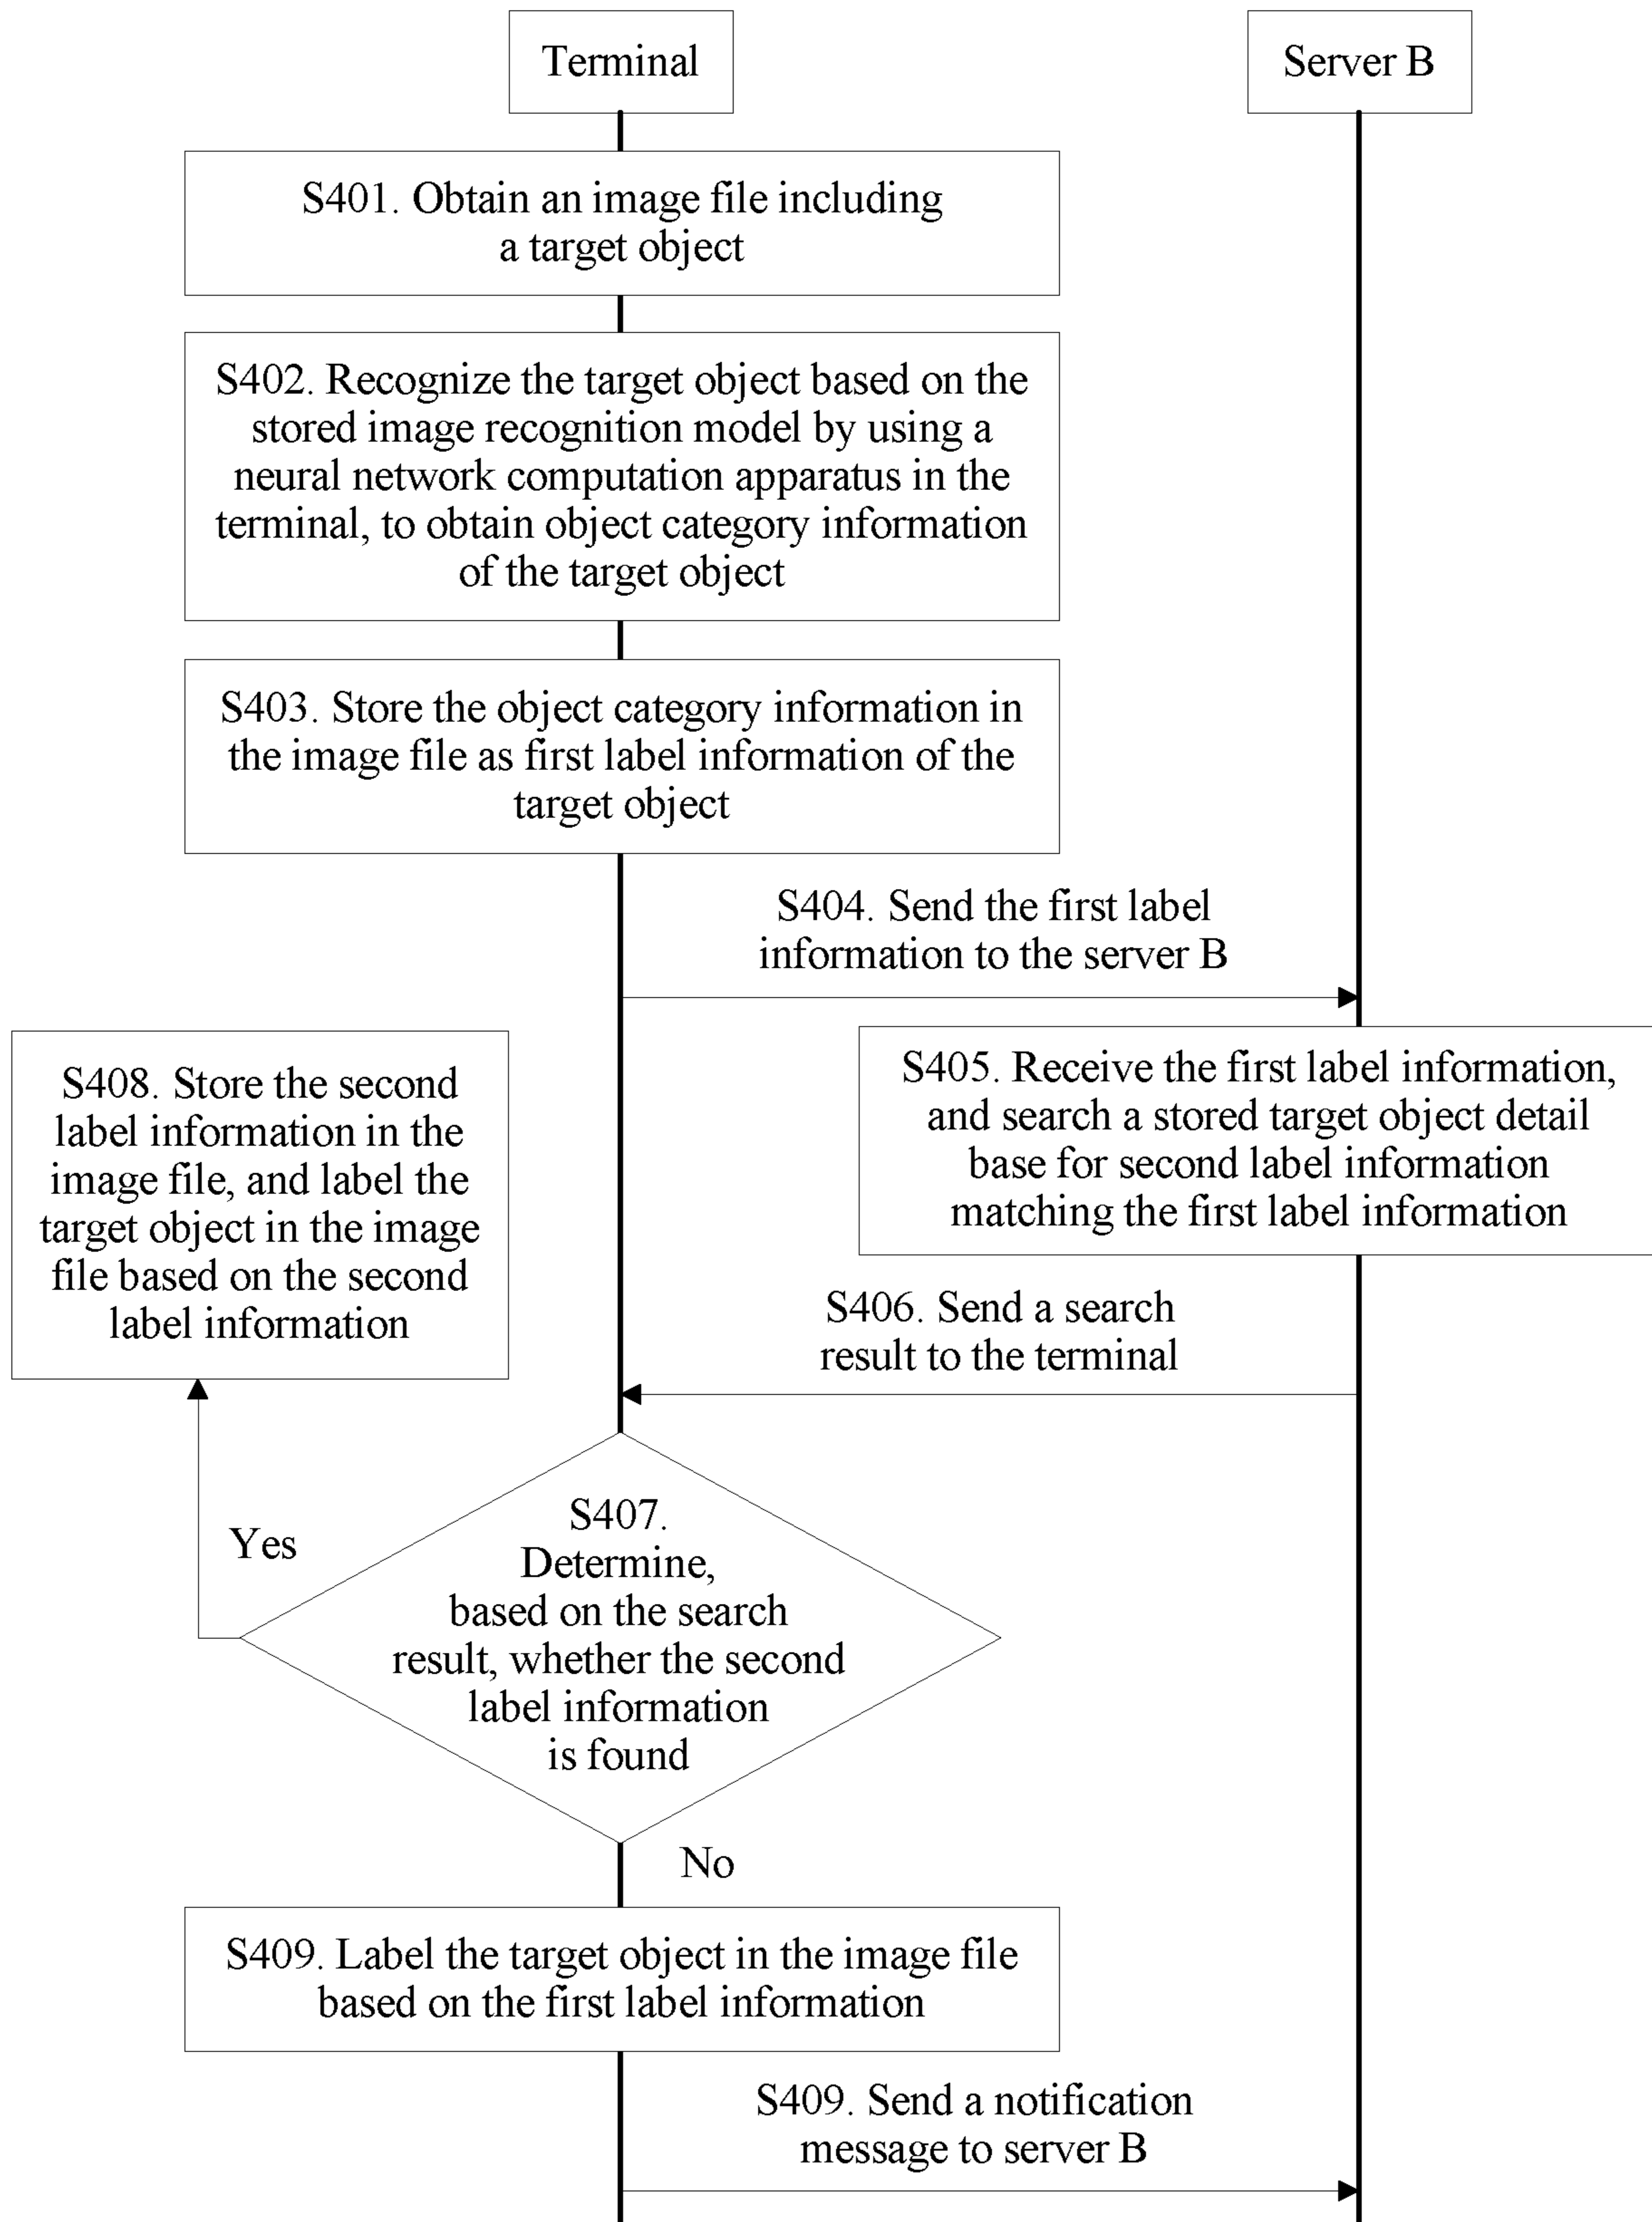 Terminal
Server B
S401. Obtain an image file including
a target object
S402. Recognize the target object based on the
stored image recognition model by using a
neural network computation apparatus in the
terminal, to obtain object category information
of the target object
S403. Store the object category information in
the image file as first label information of the
target object
S404. Send the first label
information to the server B
S405. Receive the first label information,
and search a stored target object detail
base for second label information
matching the first label information
S406. Send a search
result to the terminal
S407.
Determine,
based on the search
result, whether the second
label information
is found
Yes
S408. Store the second
label information in the
image file, and label the
target object in the image
file based on the second
label information
No
S409. Label the target object in the image file
based on the first label information
S409. Send a notification
message to server B